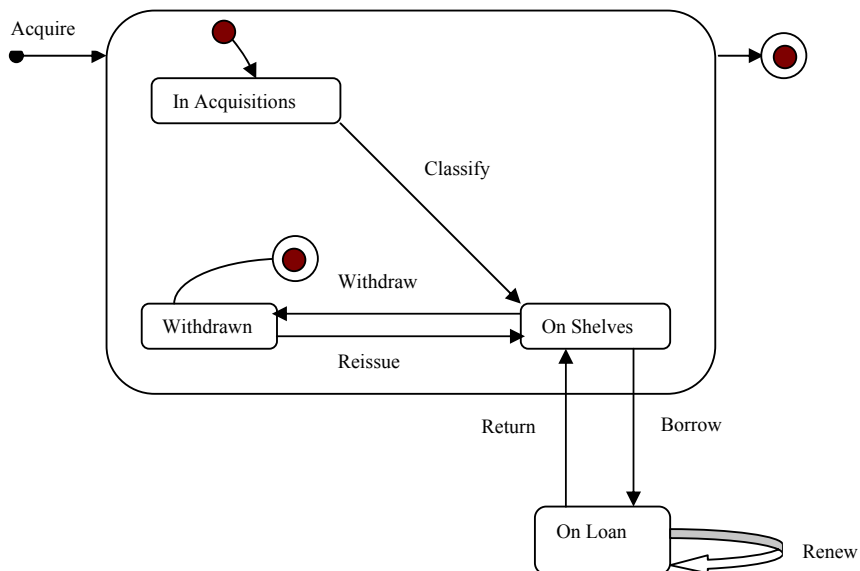 Acquire
In Acquisitions
Classify
Withdraw
Withdrawn
On Shelves
Reissue
Return
Borrow
On Loan
Renew